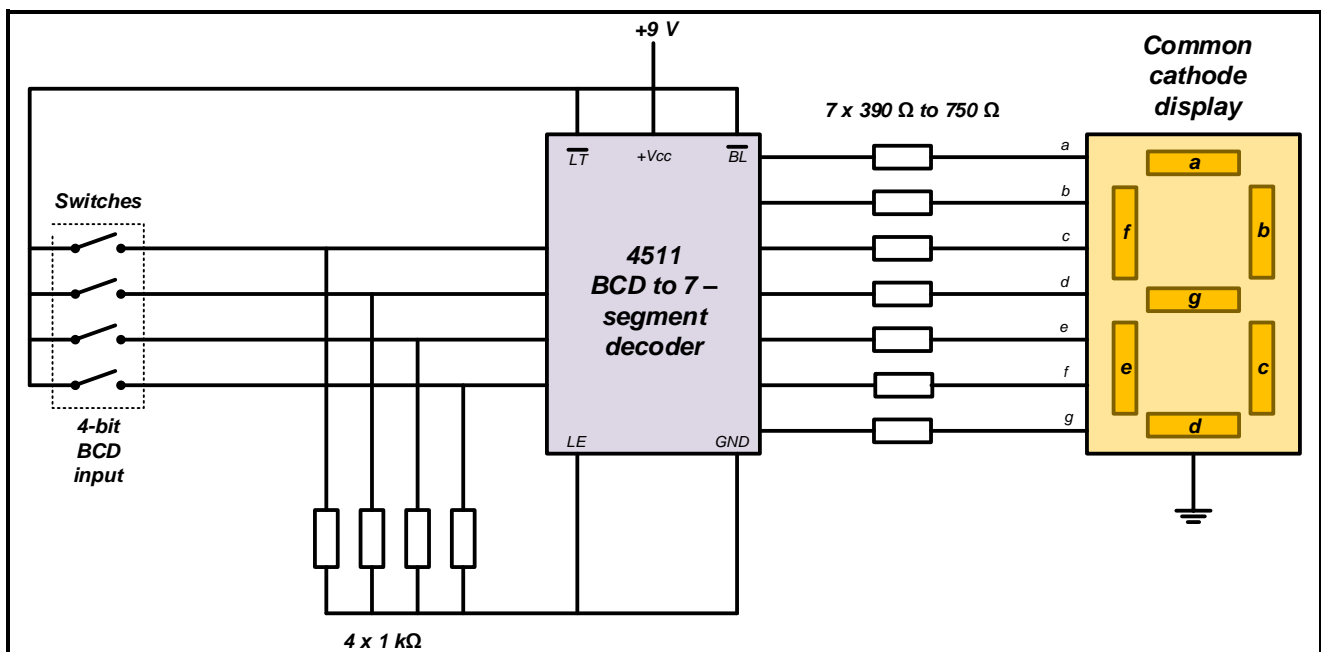 +9 V
Common
cathode
display
7 x 390 Ω to 750 Ω
LT
+Vcc
BL
a
a
b
Switches
c
f
b
4511
BCD to 7 –
segment
decoder
d
g
e
f
e
c
4-bit
BCD
input
g
d
LE
GND
4 x 1 kΩ